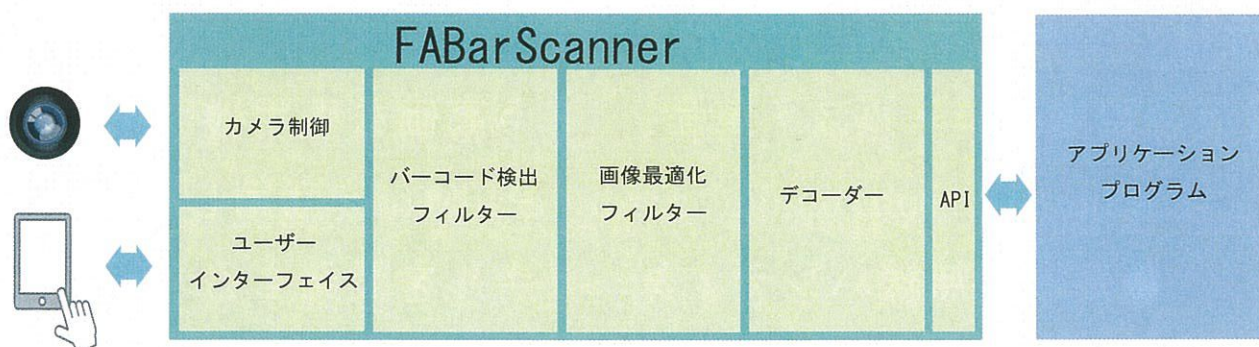 FABarScanner
カメラ制御
ユーザー
インターフェイス
バーコード検出
フィルター
画像最適化
フィルター
デコーダー
API
アプリケーション
プログラム